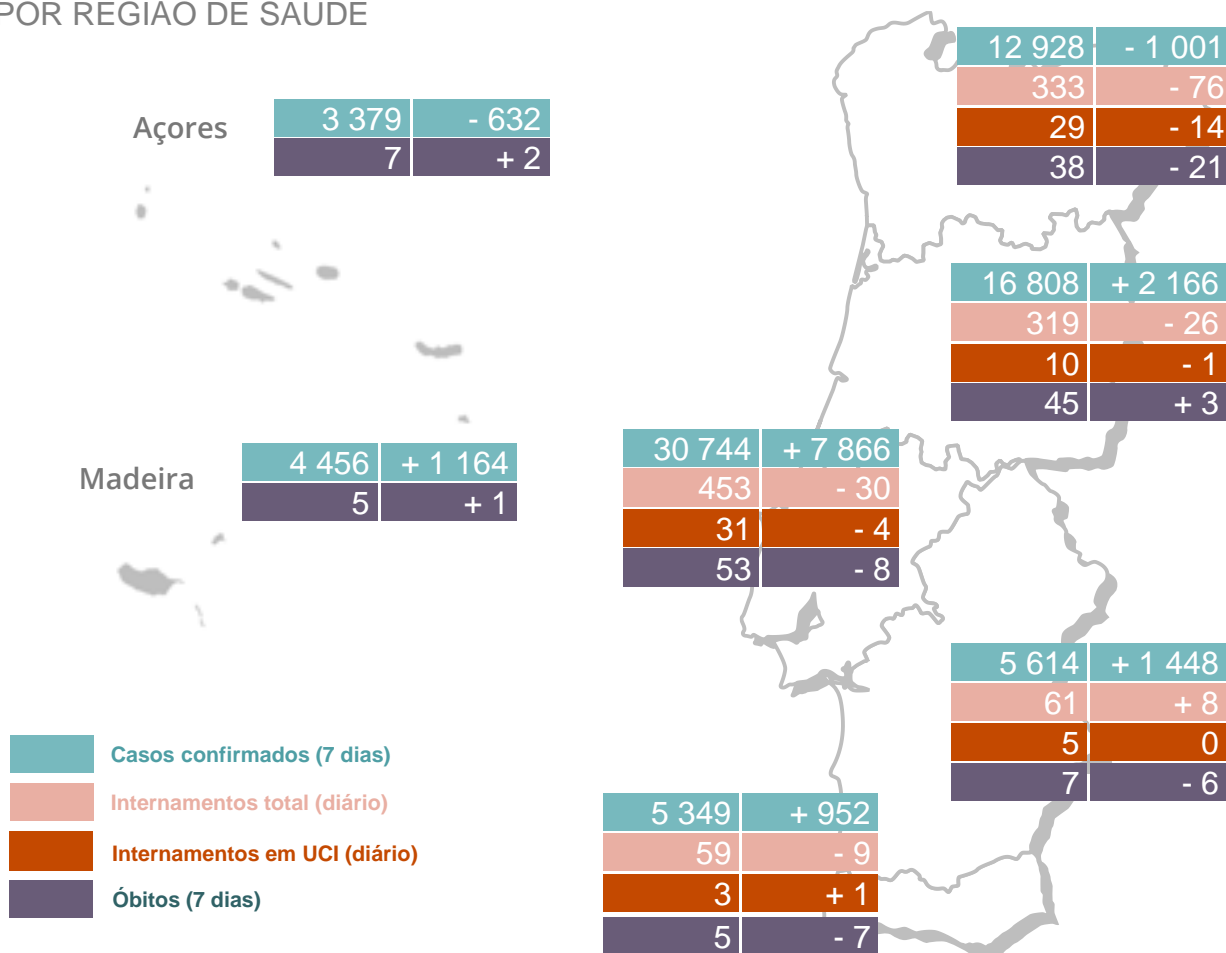 POR REGIÃO DE SAÚDE
12 928 - 1 001
333 - 76
29 - 14
38 - 21
Açores
3 379 - 632
7 + 2
16 808 + 2 166
319 - 26
10 - 1
45 + 3
Madeira
4 456 + 1 164
5 + 1
30 744 + 7 866
453 - 30
31 - 4
53 - 8
5 614 + 1 448
61 + 8
5 0
7 - 6
Casos confirmados (7 dias)
Internamentos total (diário)
Internamentos em UCI (diário)
Óbitos (7 dias)
5 349 + 952
59 - 9
3 + 1
5 - 7